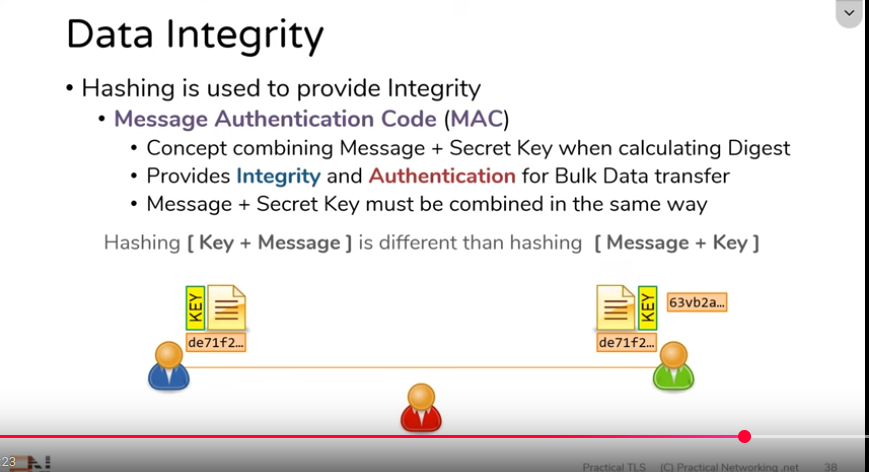 Data Integrity
• Hashing is used to provide Integrity
• Message Authentication Code (MAC)
• Concept combining Message + Secret Key when calculating Digest
• Provides Integrity and Authentication for Bulk Data transfer
• Message + Secret Key must be combined in the same way
Hashing [ Key + Message ] is different than hashing [ Message + Key ]
KEY
KEY
63vb2a...
de71f2...
de71f2...
:23
Practical TLS (C) Practical Networking .net 38